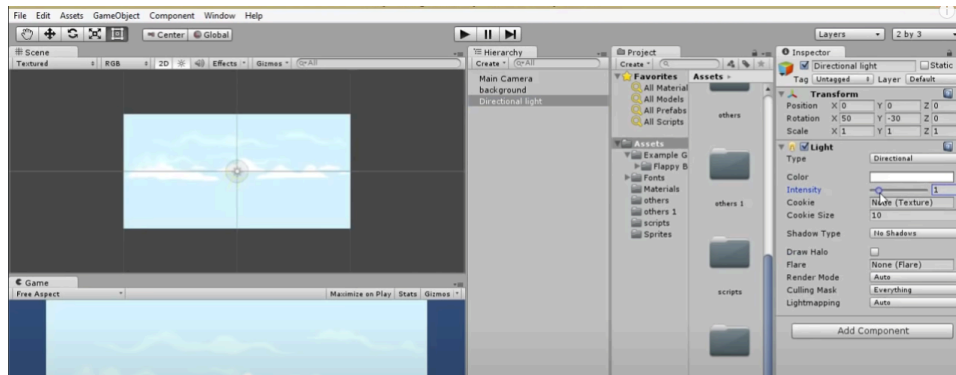 File Edit Assets GameObject Component Window Help
Center Global
Layers 2 by 3
Scene
Textured RGB 2D Effects Gizmos All
Hierarchy
Create All
Main Camera
background
Directional light
Project
Create
Favorites
All Material
All Models
All Prefabs
All Scripts
Assets
Example G
Flappy B
Fonts
Materials
others
others 1
scripts
Sprites
Assets
others
others 1
scripts
Inspector
Directional light Static
Tag Untagged Layer Default
Transform
Position X 0 Y 0 Z 0
Rotation X 50 Y -30 Z 0
Scale X 1 Y 1 Z 1
Light
Type Directional
Color
Intensity 1
Cookie None (Texture)
Cookie Size 10
Shadow Type No Shadows
Draw Halo
Flare None (Flare)
Render Mode Auto
Culling Mask Everything
Lightmapping Auto
Add Component
Game
Free Aspect Maximize on Play Stats Gizmos